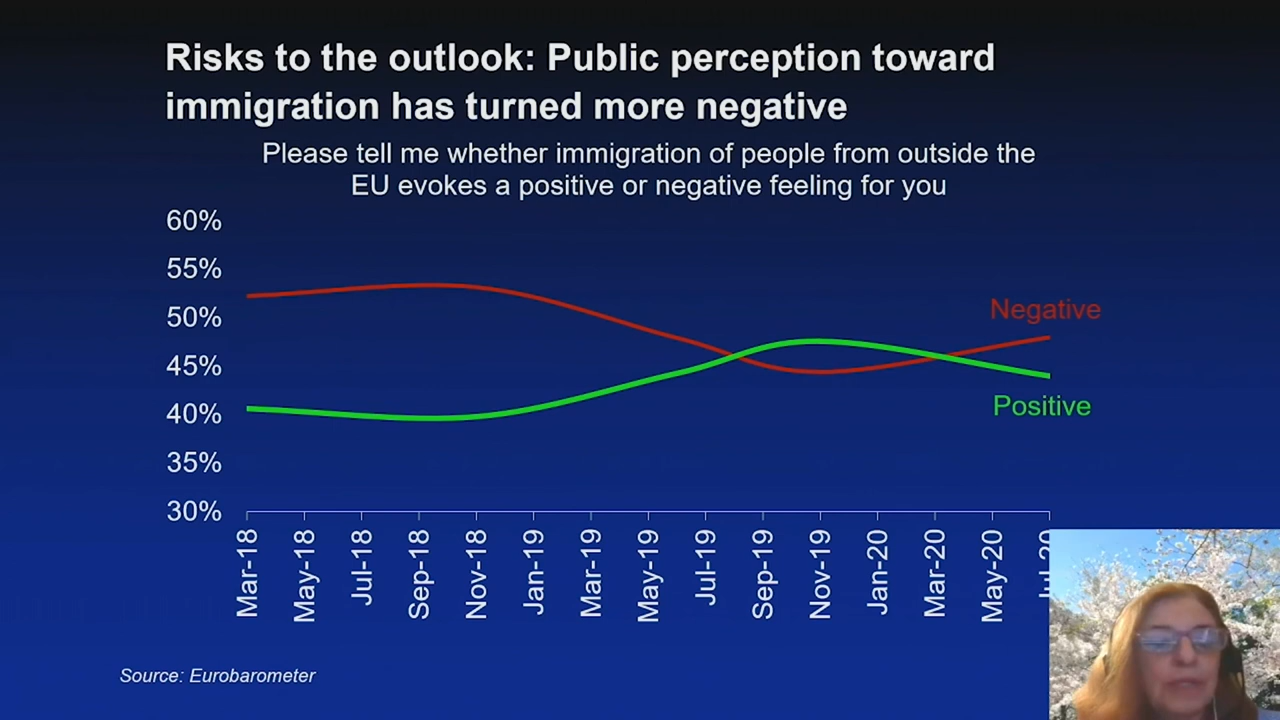 Risks to the outlook: Public perception toward
immigration has turned more negative
Please tell me whether immigration of people from outside the
EU evokes a positive or negative feeling for you
60%
55%
50%
45%
40%
35%
30%
Negative
Positive
Mar-18
May-18
Jul-18
Sep-18
Nov-18
Jan-19
Mar-19
May-19
Jul-19
Sep-19
Nov-19
Jan-20
Mar-20
May-20
Source: Eurobarometer